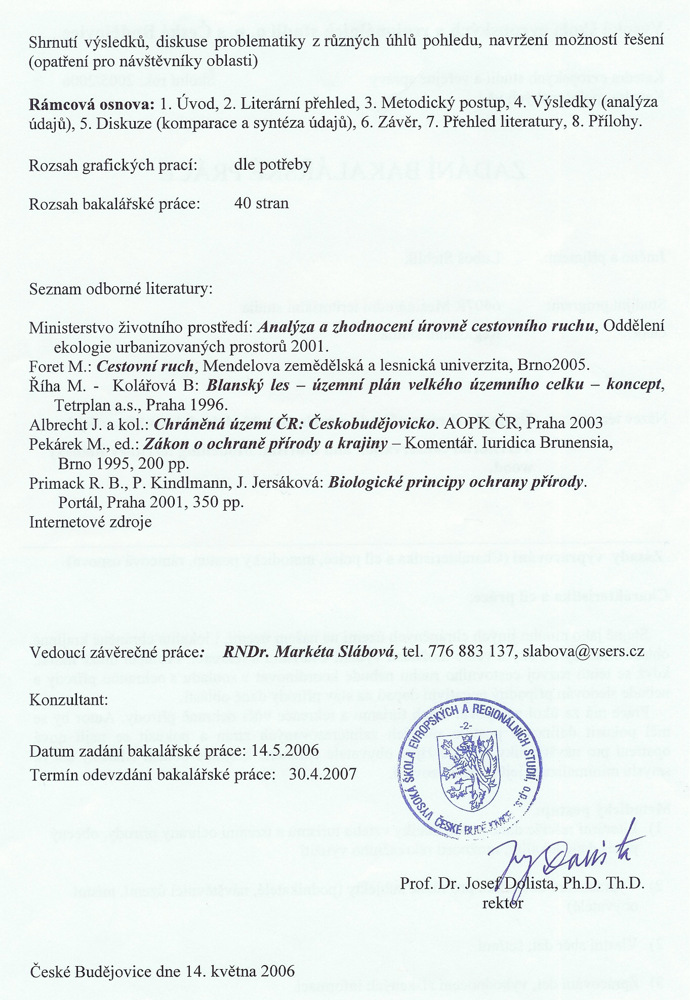 Shrnutí výsledků, diskuse problematiky z různých úhlů pohledu, navržení možností řešení
(opatření pro návštěvníky oblasti)
Rámcová osnova: 1. Úvod, 2. Literární přehled, 3. Metodický postup, 4. Výsledky (analýza
údajů), 5. Diskuze (komparace a syntéza údajů), 6. Závěr, 7. Přehled literatury, 8. Přílohy.
Rozsah grafických prací: dle potřeby
Rozsah bakalářské práce: 40 stran
Seznam odborné literatury:
Ministerstvo životního prostředí: Analýza a zhodnocení úrovně cestovního ruchu, Oddělení
ekologie urbanizovaných prostorů 2001.
Foret M.: Cestovní ruch, Mendelova zemědělská a lesnická univerzita, Brno2005.
Říha M. - Kolářová B: Blanský les – územní plán velkého územního celku – koncept,
Tetrplan a.s., Praha 1996.
Albrecht J. a kol.: Chráněná území ČR: Českobudějovicko. AOPK ČR, Praha 2003
Pekárek M., ed.: Zákon o ochraně přírody a krajiny – Komentář. Iuridica Brunensia,
Brno 1995, 200 pp.
Primack R. B., P. Kindlmann, J. Jersáková: Biologické principy ochrany přírody.
Portál, Praha 2001, 350 pp.
Internetové zdroje
Vedoucí závěrečné práce: RNDr. Markéta Slábová, tel. 776 883 137, slabova@vsers.cz
Konzultant:
Datum zadání bakalářské práce: 14.5.2006
Termín odevzdání bakalářské práce: 30.4.2007
VYSOKÁ ŠKOLA EVROPSKÝCH A REGIONÁLNÍCH STUDIÍ, o.p.s.
-2-
ČESKÉ BUDĚJOVICE
Prof. Dr. Josef Dolista, Ph.D. Th.D.
rektor
České Budějovice dne 14. května 2006